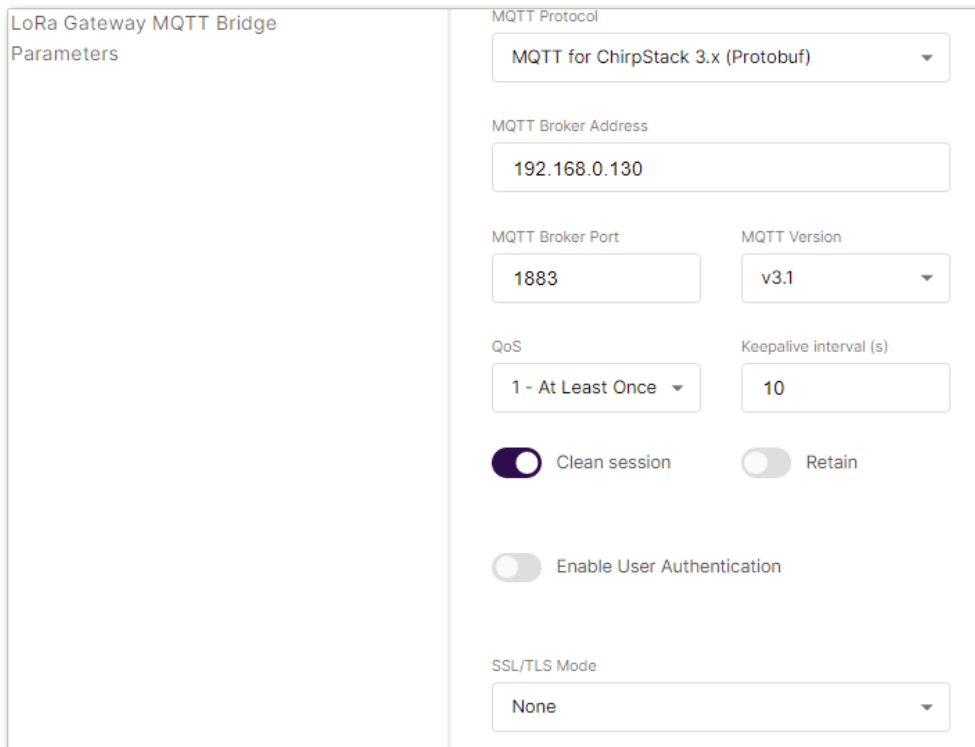 LoRa Gateway MQTT Bridge
Parameters
MQTT Protocol
MQTT for ChirpStack 3.x (Protobuf)
MQTT Broker Address
192.168.0.130
MQTT Broker Port
MQTT Version
1883
v3.1
QoS
Keepalive interval (s)
1 - At Least Once
10
Clean session
Retain
Enable User Authentication
SSL/TLS Mode
None